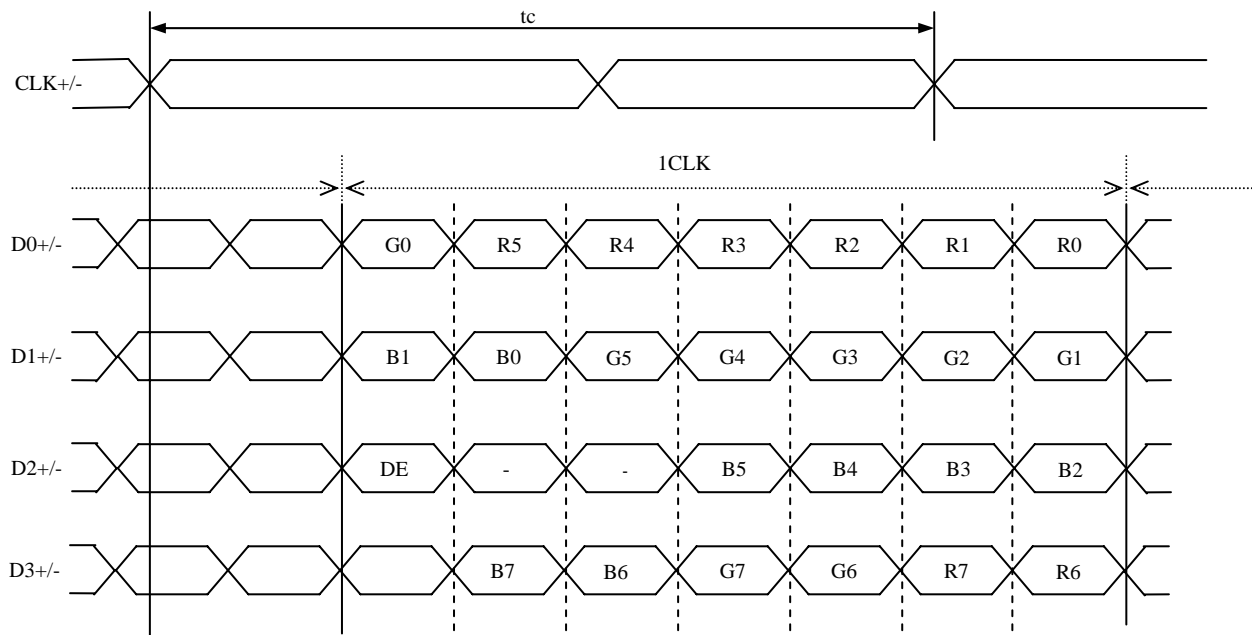 tc
CLK+/-
1CLK
D0+/- G0 R5 R4 R3 R2 R1 R0
D1+/- B1 B0 G5 G4 G3 G2 G1
D2+/- DE - - B5 B4 B3 B2
D3+/- B7 B6 G7 G6 R7 R6